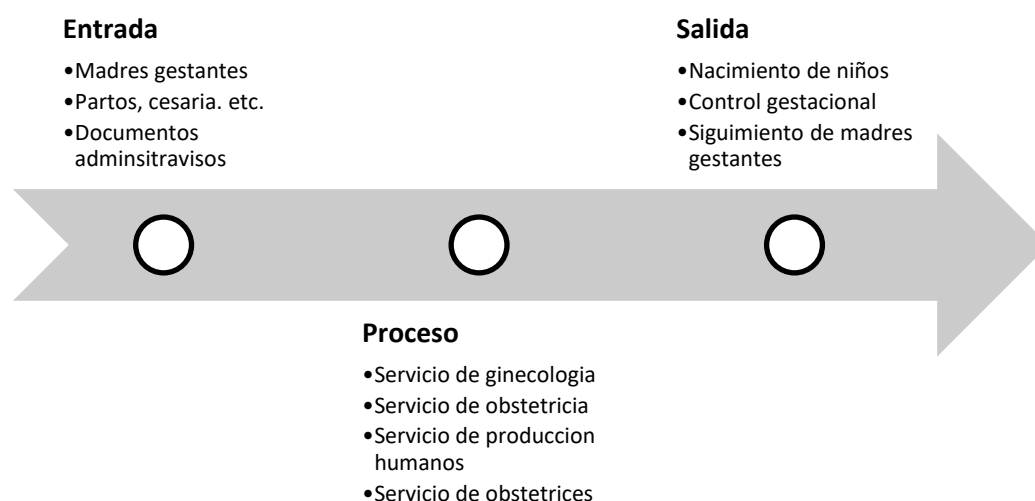 Entrada
•Madres gestantes
•Partos, cesaria. etc.
•Documentos
adminsitravisos
Salida
•Nacimiento de niños
•Control gestacional
•Siguimiento de madres
gestantes
Proceso
•Servicio de ginecologia
•Servicio de obstetricia
•Servicio de produccion
humanos
•Servicio de obstetrices